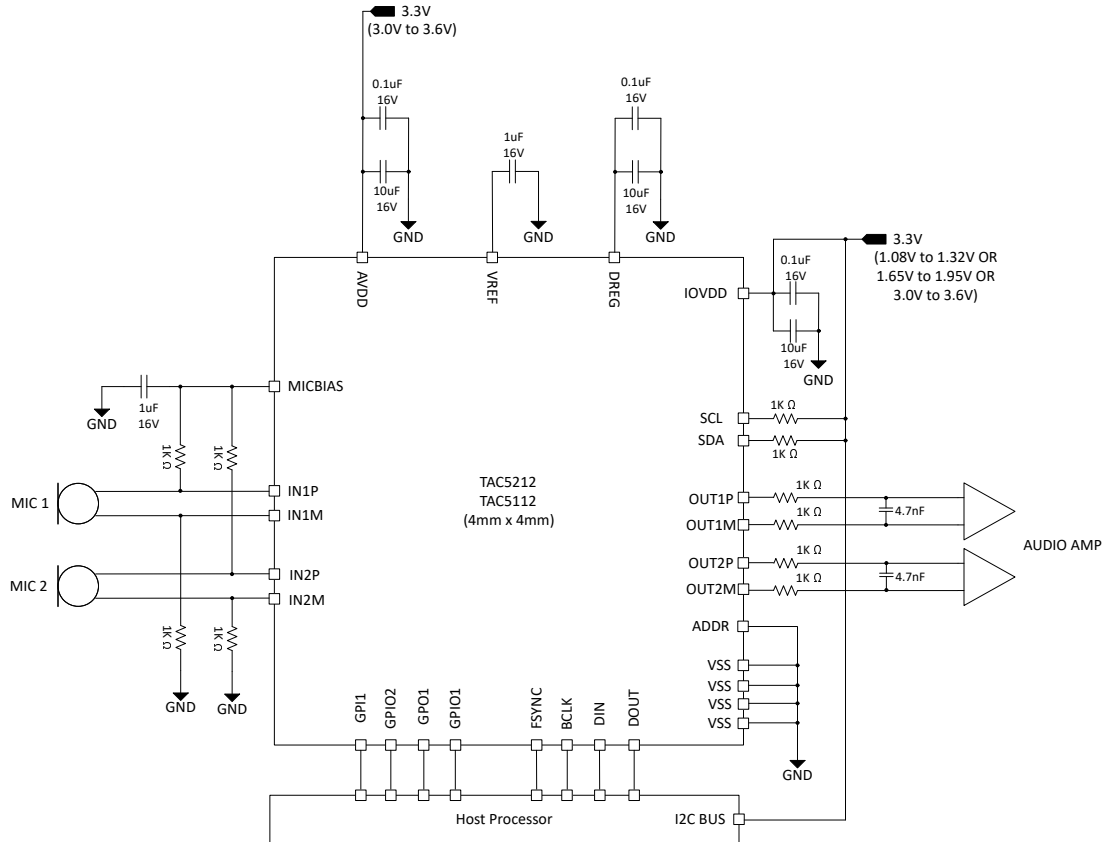 3.3V
(3.0V to 3.6V)
0.1uF
16V
10uF
16V
GND
1uF
16V
GND
0.1uF
16V
10uF
16V
GND
3.3V
(1.08V to 1.32V OR
1.65V to 1.95V OR
3.0V to 3.6V)
0.1uF
16V
10uF
16V
GND
AVDD
VREF
DREG
IOVDD
MICBIAS
1uF
16V
GND
1K Ω
1K Ω
MIC 1
IN1P
IN1M
MIC 2
IN2P
IN2M
1K Ω
1K Ω
GND
GND
TAC5212
TAC5112
(4mm x 4mm)
SCL
1K Ω
SDA
1K Ω
OUT1P
1K Ω
OUT1M
1K Ω
4.7nF
OUT2P
1K Ω
OUT2M
1K Ω
4.7nF
AUDIO AMP
ADDR
VSS
VSS
VSS
VSS
GND
GPI1
GPIO2
GPO1
GPIO1
FSYNC
BCLK
DIN
DOUT
Host Processor
I2C BUS